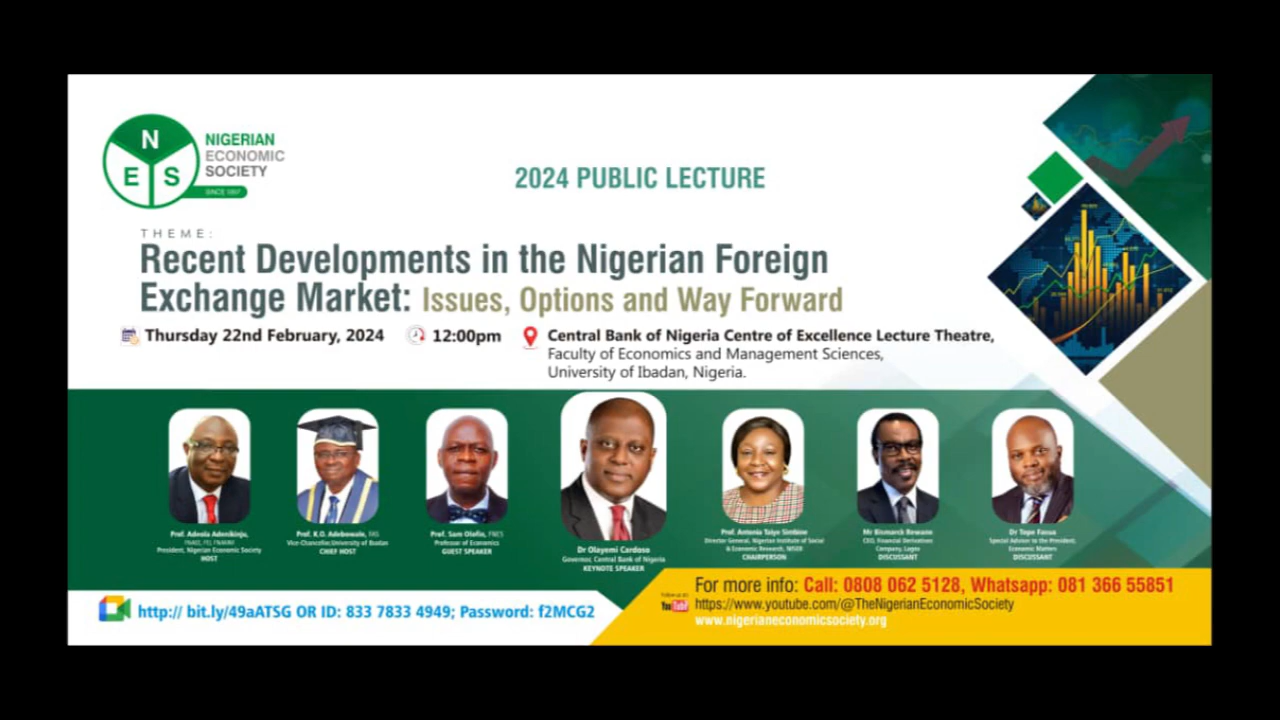 N
E S
NIGERIAN
ECONOMIC
SOCIETY
2024 PUBLIC LECTURE
THEME:
Recent Developments in the Nigerian Foreign
Exchange Market: Issues, Options and Way Forward
Thursday 22nd February, 2024
12:00pm
Central Bank of Nigeria Centre of Excellence Lecture Theatre,
Faculty of Economics and Management Sciences,
University of Ibadan, Nigeria.
Prof. Adeola Adenikinju,
President, Nigerian Economic Society
HOST
Prof. K.O. Adebowale,
Vice-Chancellor, University of Ibadan
CHIEF HOST
Prof. Sam Olofin, FNES
Professor of Economics
GUEST SPEAKER
Dr Olayemi Cardoso
Governor, Central Bank of Nigeria
KEYNOTE SPEAKER
Prof. Antonia Taiye Simbine
Director General, Nigerian Institute of Social
& Economic Research, NISER
CHAIRPERSON
Mr Bismarck Rewane
CEO, Financial Derivatives
Company, Lagos
DISCUSSANT
Dr Tope Fasua
Special Adviser to the President,
Economic Matters
DISCUSSANT
http:// bit.ly/49aATSG OR ID: 833 7833 4949; Password: f2MCG2
For more info: Call: 0808 062 5128, Whatsapp: 081 366 55851
Follow us on:
YouTube
https://www.youtube.com/@TheNigerianEconomicSociety
www.nigerianeconomicsociety.org